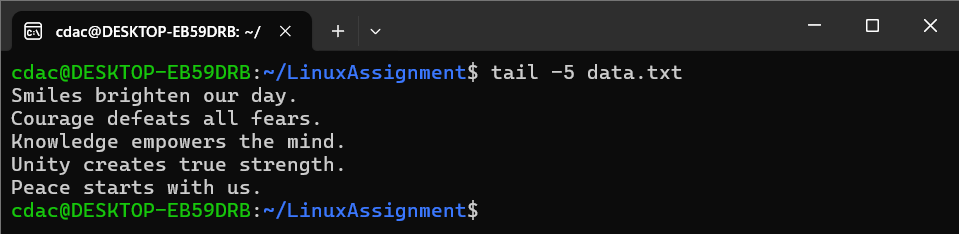 cdac@DESKTOP-EB59DRB: ~/
cdac@DESKTOP-EB59DRB:~/LinuxAssignment$ tail -5 data.txt
Smiles brighten our day.
Courage defeats all fears.
Knowledge empowers the mind.
Unity creates true strength.
Peace starts with us.
cdac@DESKTOP-EB59DRB:~/LinuxAssignment$